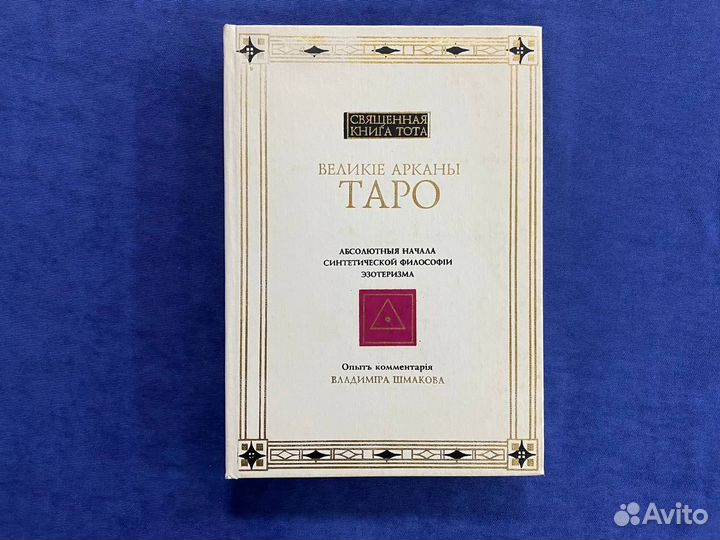 СВЯЩЕННАЯ
КНИГА ТОТА
ВЕЛИКІЕ АРКАНЫ
ТАРО
АБСОЛЮТНЫЯ НАЧАЛА
СИНТЕТИЧЕСКОЙ ФИЛОСОФІИ
ЭЗОТЕРИЗМА
Опытъ комментарія
ВЛАДИМІРА ШМАКОВА
Avito